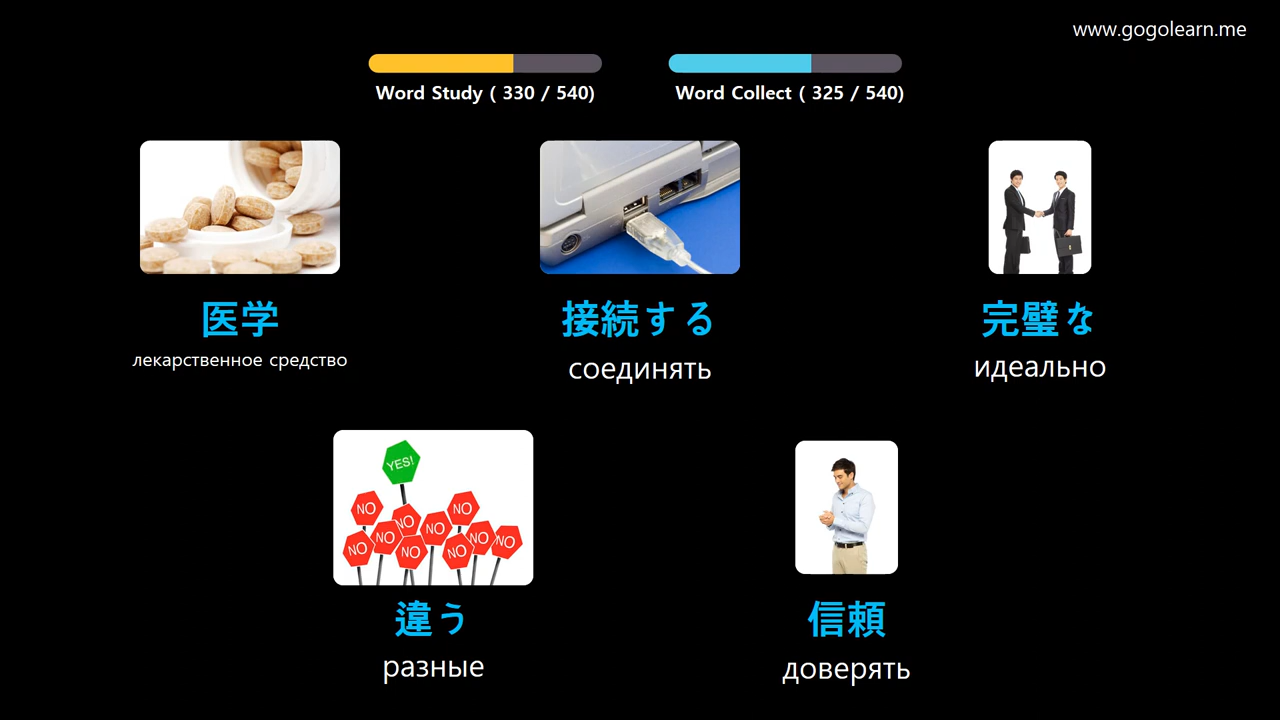 www.gogolearn.me
Word Study ( 330 / 540)
Word Collect ( 325 / 540)
医学
лекарственное средство
接続する
соединять
完璧な
идеально
YES!
NO
NO
NO
NO
NO
NO
NO
NO
NO
NO
違う
разные
信頼
доверять